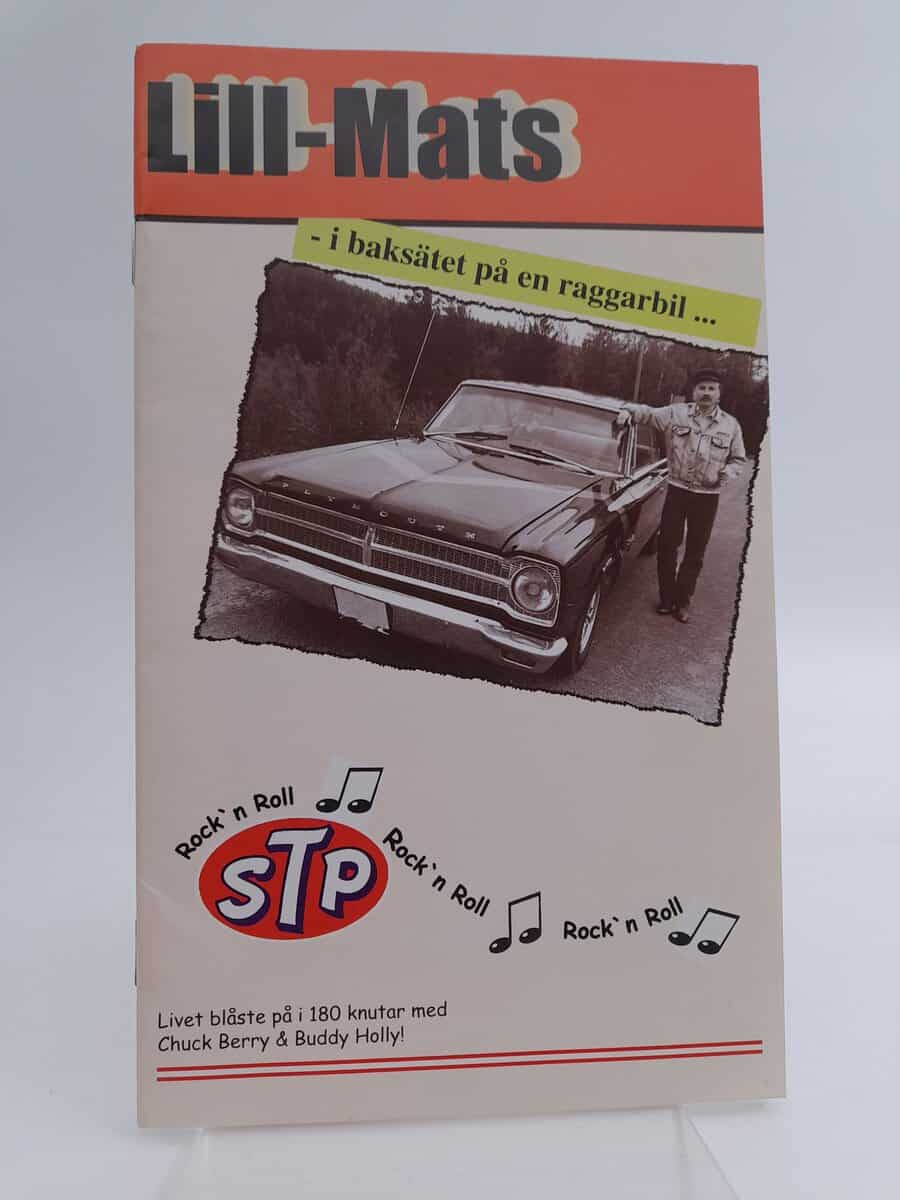 Lill-Mats
- i baksätet på en raggarbil ...
PLYMOUTH
Rock`n Roll
STP
Rock`n Roll
Rock`n Roll
Livet blåste på i 180 knutar med
Chuck Berry & Buddy Holly!